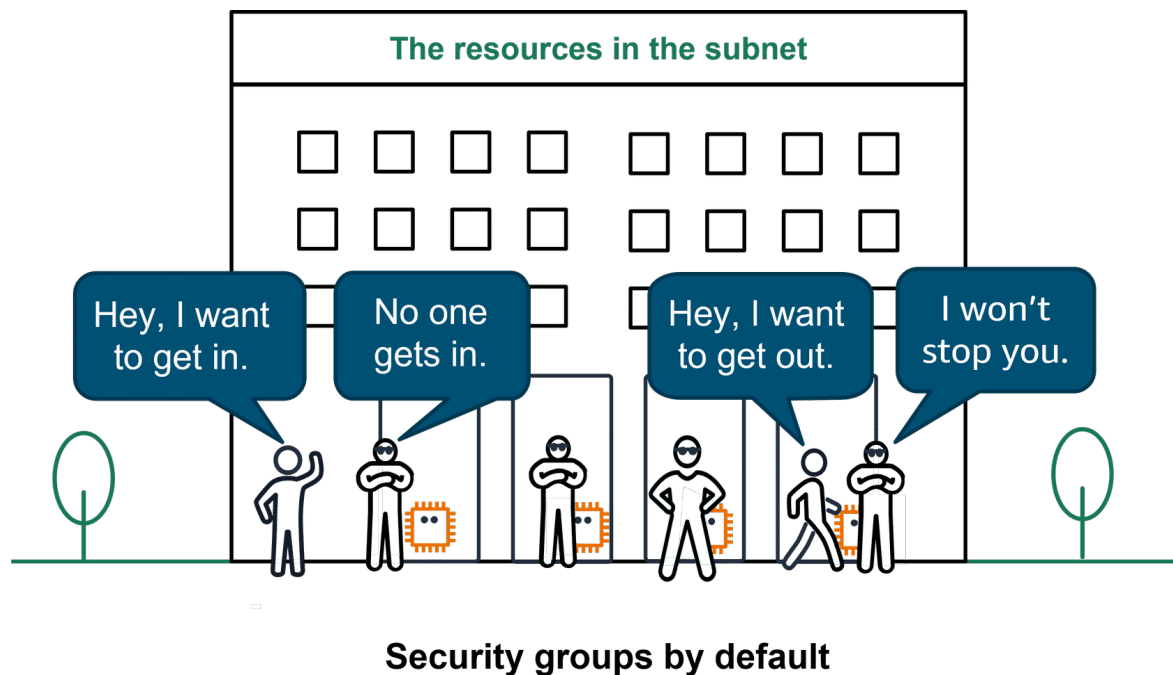 The resources in the subnet
Hey, I want
to get in.
No one
gets in.
Hey, I want
to get out.
I won't
stop you.
Security groups by default